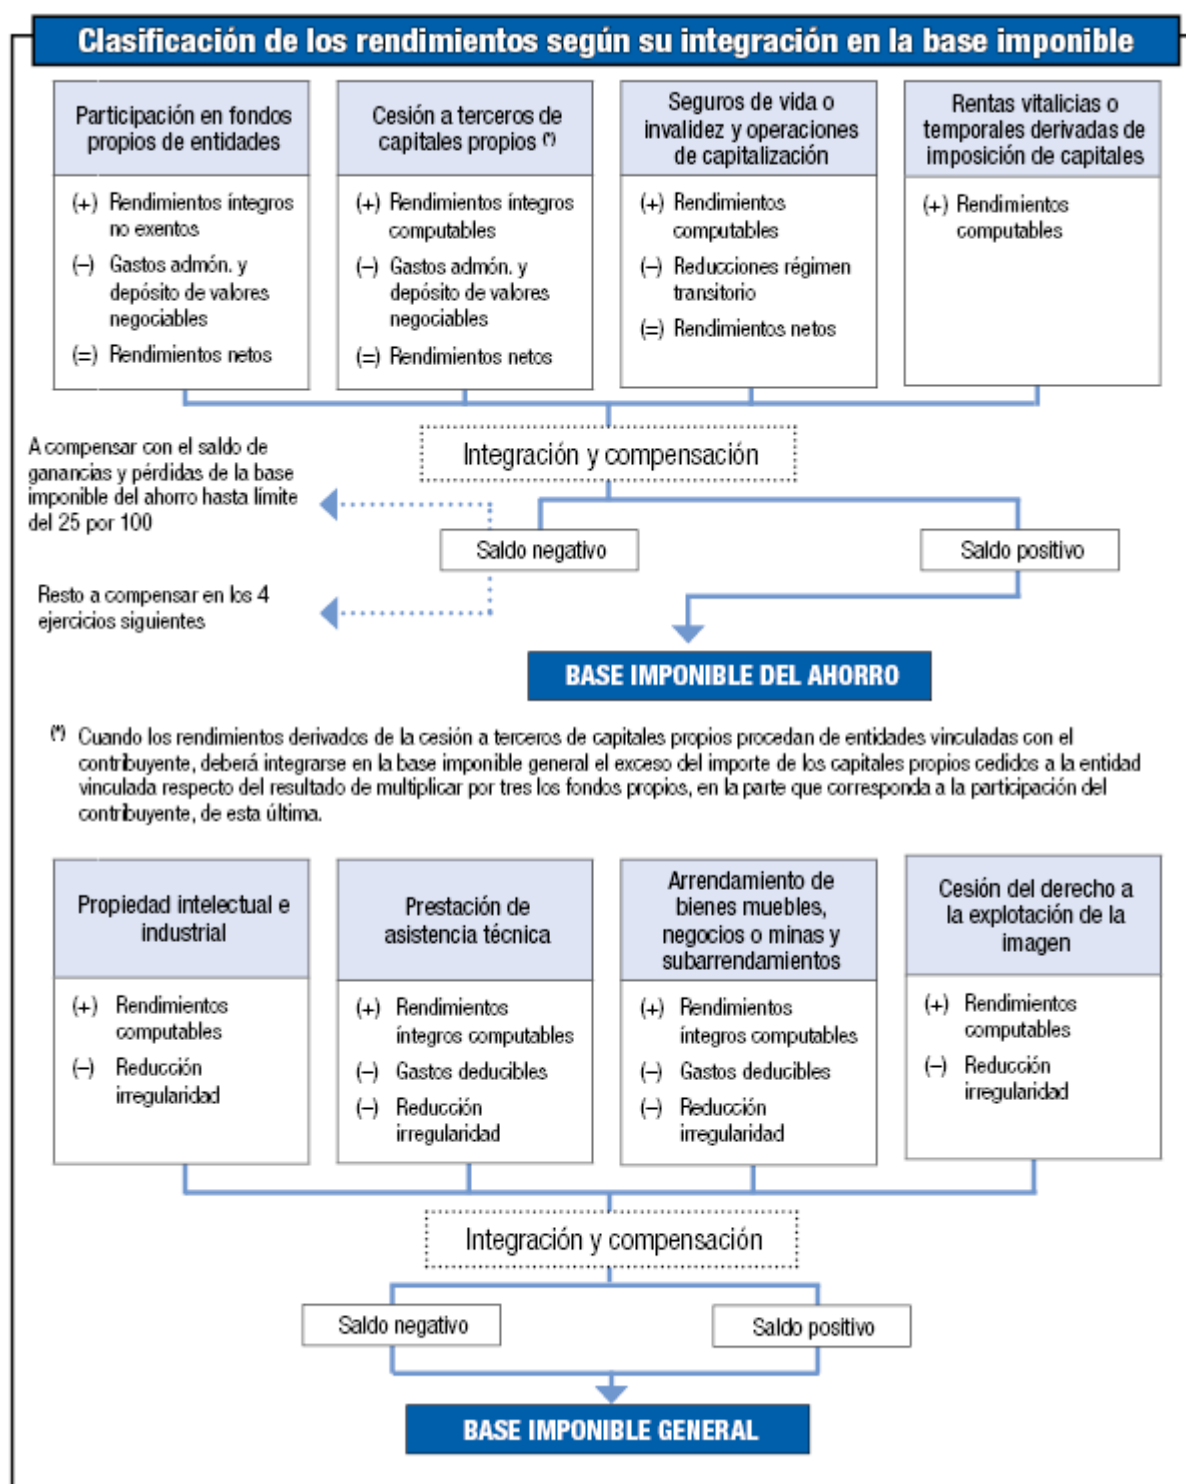 Clasificación de los rendimientos según su integración en la base imponible
Participación en fondos
propios de entidades
(+) Rendimientos íntegros
no exentos
(–) Gastos admón. y
depósito de valores
negociables
(=) Rendimientos netos
Cesión a terceros de
capitales propios (*)
(+) Rendimientos íntegros
computables
(–) Gastos admón. y
depósito de valores
negociables
(=) Rendimientos netos
Seguros de vida o
invalidez y operaciones
de capitalización
(+) Rendimientos
computables
(–) Reducciones régimen
transitorio
(=) Rendimientos netos
Rentas vitalicias o
temporales derivadas de
imposición de capitales
(+) Rendimientos
computables
Integración y compensación
A compensar con el saldo de
ganancias y pérdidas de la base
imponible del ahorro hasta límite
del 25 por 100
Saldo negativo
Saldo positivo
Resto a compensar en los 4
ejercicios siguientes
BASE IMPONIBLE DEL AHORRO
(*) Cuando los rendimientos derivados de la cesión a terceros de capitales propios procedan de entidades vinculadas con el
contribuyente, deberá integrarse en la base imponible general el exceso del importe de los capitales propios cedidos a la entidad
vinculada respecto del resultado de multiplicar por tres los fondos propios, en la parte que corresponda a la participación del
contribuyente, de esta última.
Propiedad intelectual e
industrial
(+) Rendimientos
computables
(–) Reducción
irregularidad
Prestación de
asistencia técnica
(+) Rendimientos
íntegros computables
(–) Gastos deducibles
(–) Reducción
irregularidad
Arrendamiento de
bienes muebles,
negocios o minas y
subarrendamientos
(+) Rendimientos
íntegros computables
(–) Gastos deducibles
(–) Reducción
irregularidad
Cesión del derecho a
la explotación de la
imagen
(+) Rendimientos
computables
(–) Reducción
irregularidad
Integración y compensación
Saldo negativo
Saldo positivo
BASE IMPONIBLE GENERAL